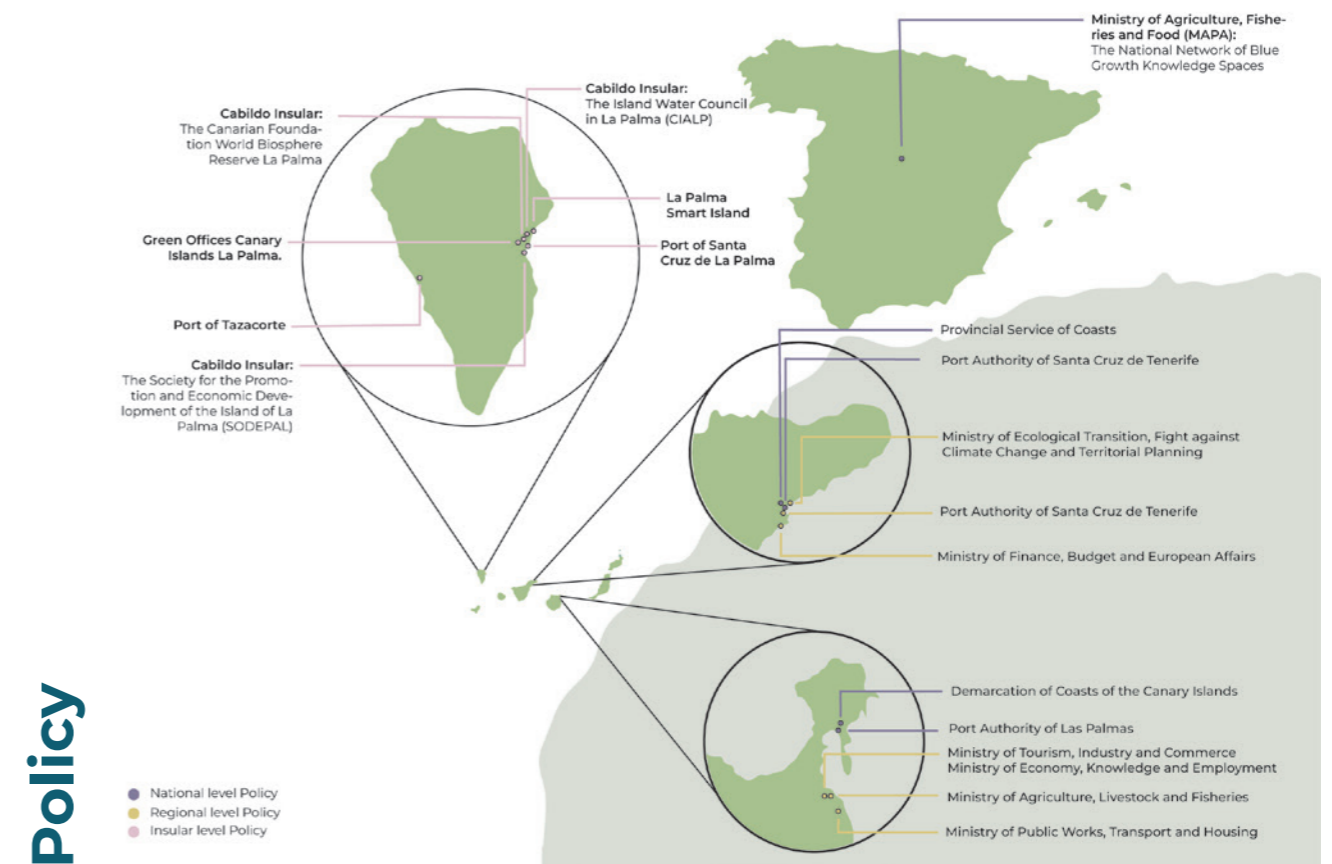 Ministry of Agriculture, Fishe-
ries and Food (MAPA):
The National Network of Blue
Growth Knowledge Spaces
Cabildo Insular:
The Island Water Council
in La Palma (CIALP)
Cabildo Insular:
The Canarian Founda-
tion World Biosphere
Reserve La Palma
La Palma
Smart Island
Green Offices Canary
Islands La Palma.
Port of Santa
Cruz de La Palma
Port of Tazacorte
Cabildo Insular:
The Society for the Promo-
tion and Economic Deve-
lopment of the Island of La
Palma (SODEPAL)
Provincial Service of Coasts
Port Authority of Santa Cruz de Tenerife
Ministry of Ecological Transition, Fight against
Climate Change and Territorial Planning
Port Authority of Santa Cruz de Tenerife
Ministry of Finance, Budget and European Affairs
Demarcation of Coasts of the Canary Islands
Port Authority of Las Palmas
Ministry of Tourism, Industry and Commerce
Ministry of Economy, Knowledge and Employment
Ministry of Agriculture, Livestock and Fisheries
Ministry of Public Works, Transport and Housing
Policy
National level Policy
Regional level Policy
Insular level Policy